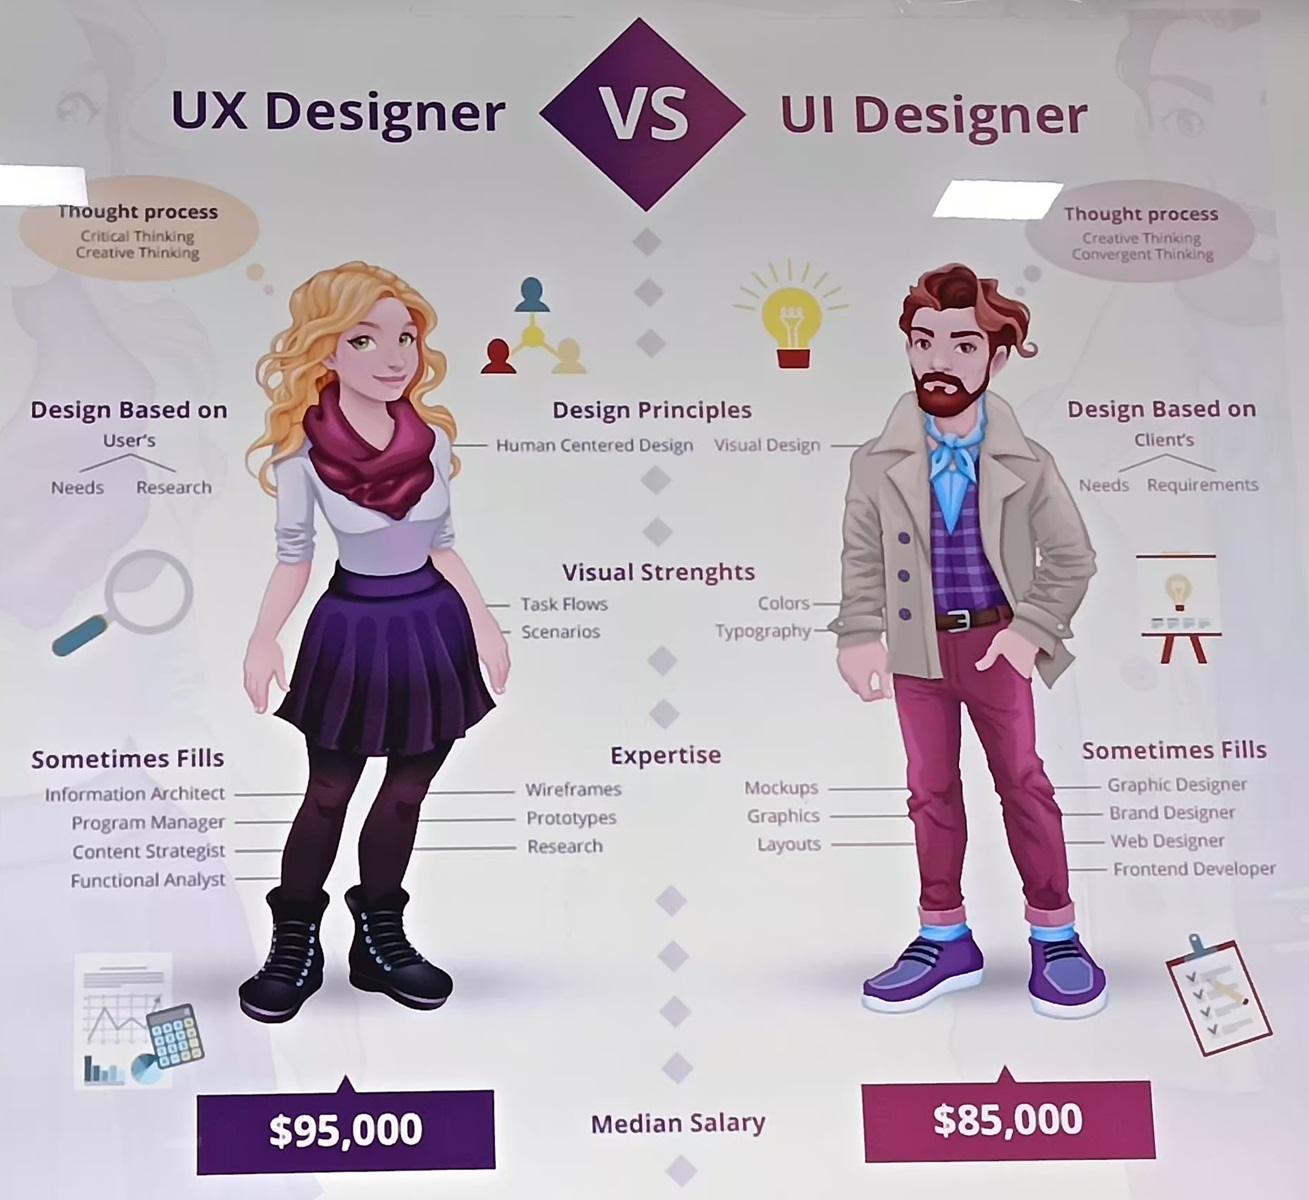 UX Designer VS UI Designer
Thought process
Critical Thinking
Creative Thinking
Thought process
Creative Thinking
Convergent Thinking
Design Based on
User's
Needs Research
Design Principles
Human Centered Design Visual Design
Design Based on
Client's
Needs Requirements
Visual Strenghts
Task Flows Colors
Scenarios Typography
Sometimes Fills
Information Architect
Program Manager
Content Strategist
Functional Analyst
Expertise
Wireframes Mockups
Prototypes Graphics
Research Layouts
Sometimes Fills
Graphic Designer
Brand Designer
Web Designer
Frontend Developer
$95,000 Median Salary $85,000